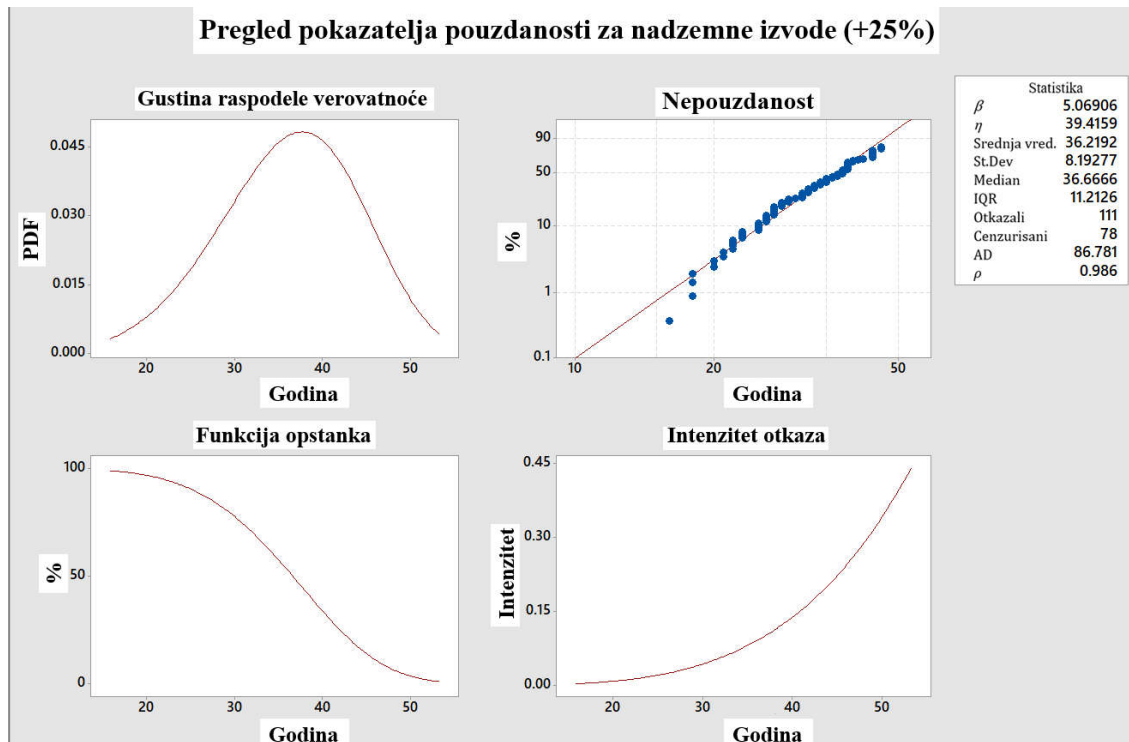 Pregled pokazatelja pouzdanosti za nadzemne izvode (+25%)
Gustina raspodele verovatnoće
PDF
0.045
0.030
0.015
0.000
20 30 40 50
Godina
Nepouzdanost
%
90
50
10
1
0.1
10 20 50
Godina
Statistika
β 5.06906
η 39.4159
Srednja vred. 36.2192
St.Dev 8.19277
Median 36.6666
IQR 11.2126
Otkazali 111
Cenzurisani 78
AD 86.781
ρ 0.986
Funkcija opstanka
%
100
50
0
20 30 40 50
Godina
Intenzitet otkaza
Intenzitet
0.45
0.30
0.15
0.00
20 30 40 50
Godina